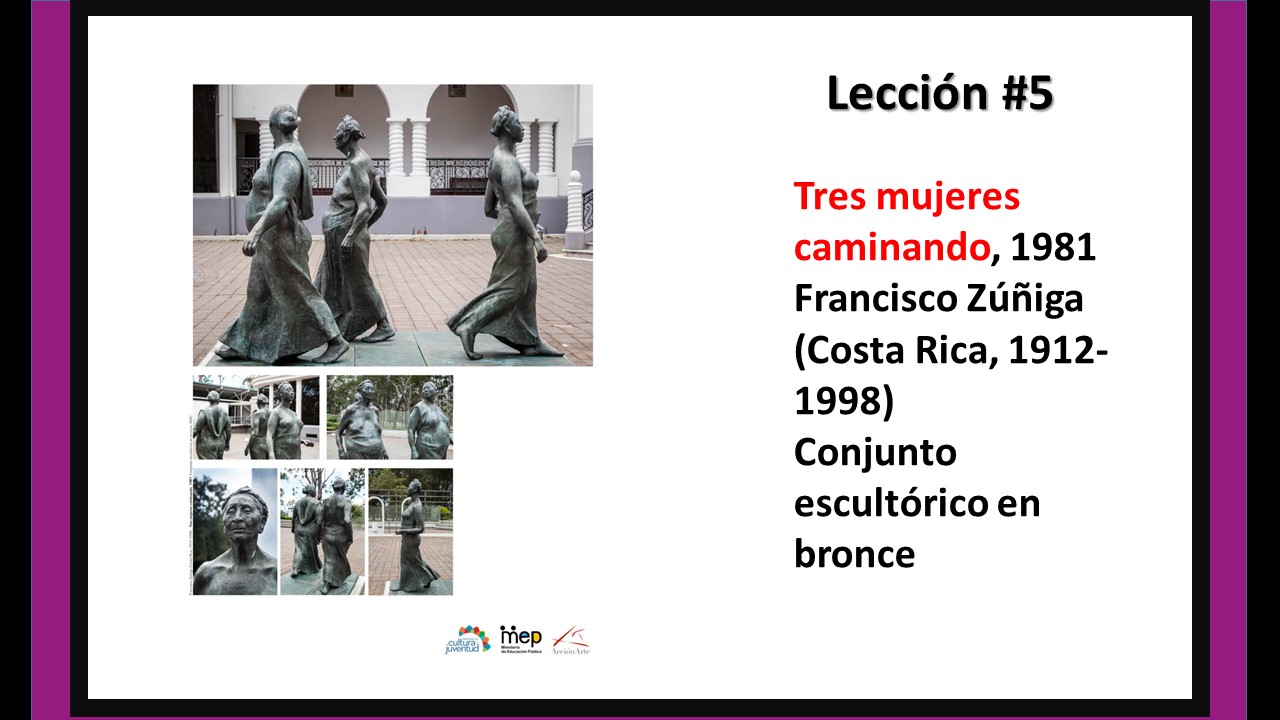 Lección #5
Tres mujeres
caminando, 1981
Francisco Zúñiga
(Costa Rica, 1912-
1998)
Conjunto
escultórico en
bronce
cultura
juventud
mep
Ministerio
de Educación Pública
AcciónArte